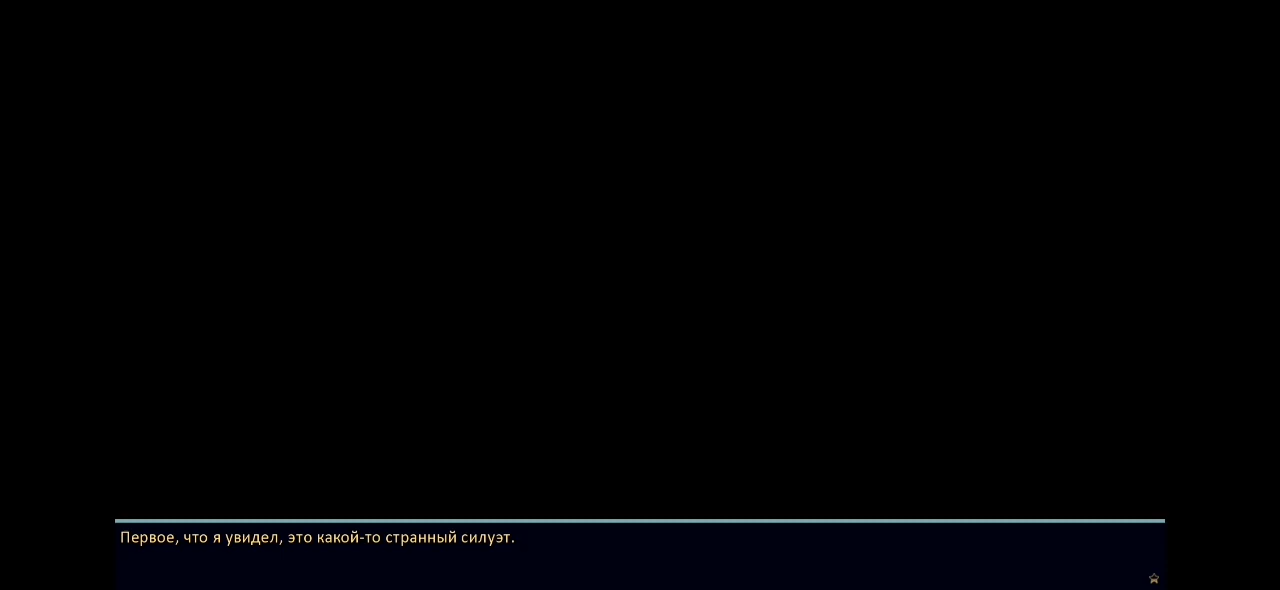 Первое, что я увидел, это какой-то странный силуэт.